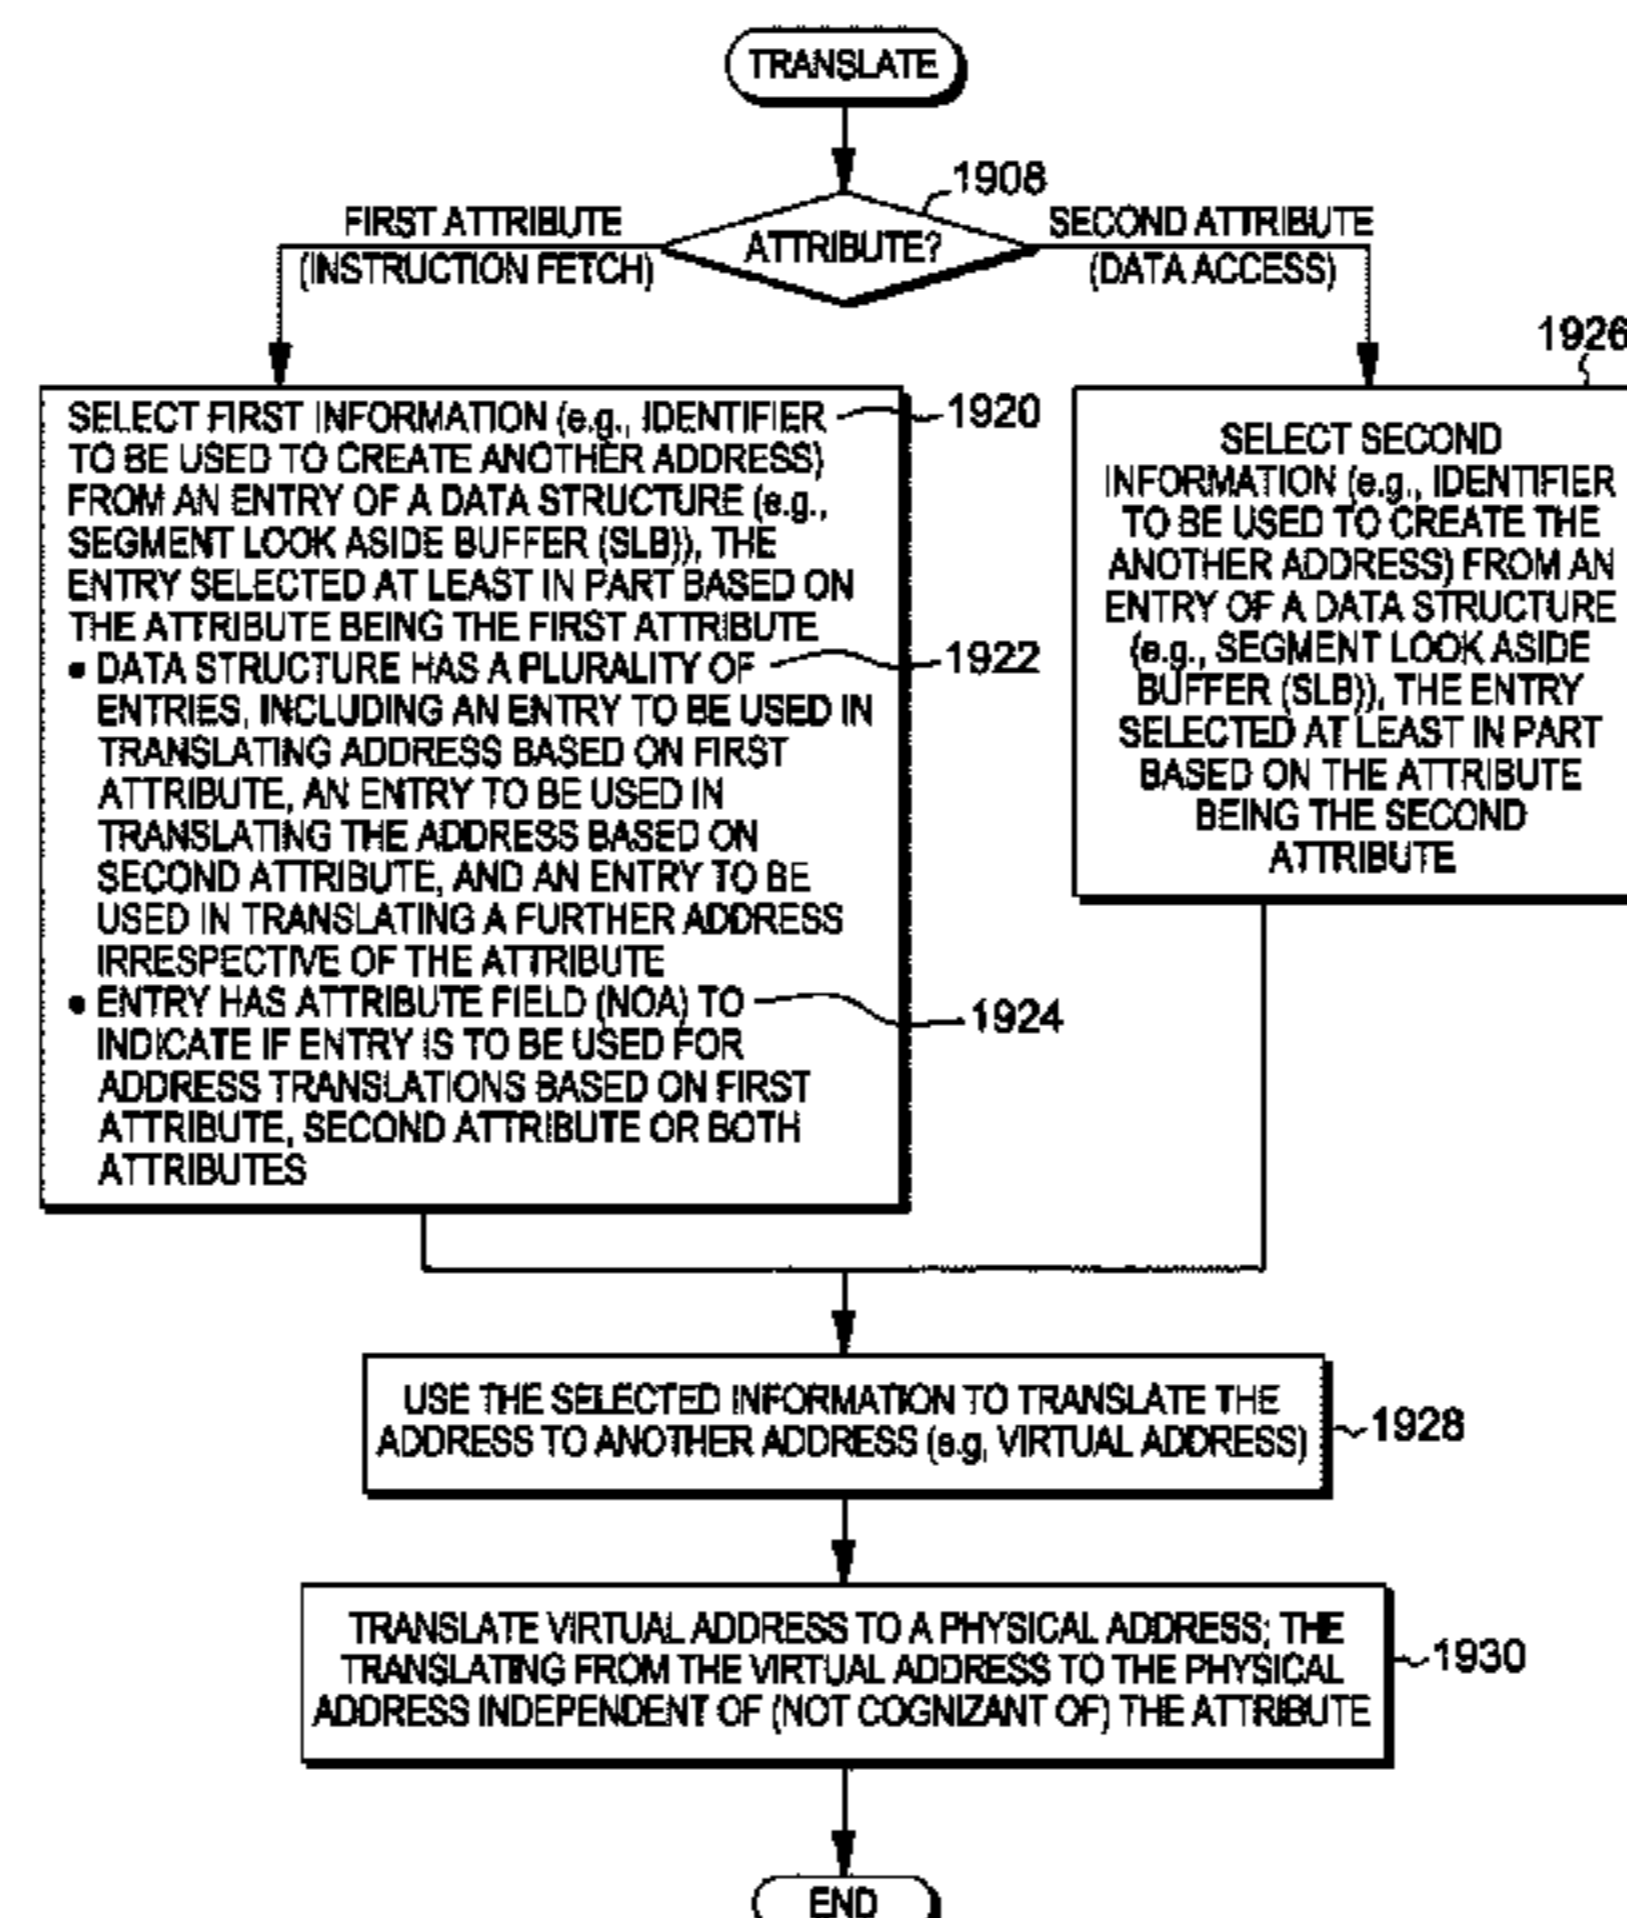 TRANSLATE
1908
ATTRIBUTE?
FIRST ATTRIBUTE
(INSTRUCTION FETCH)
SECOND ATTRIBUTE
(DATA ACCESS)
SELECT FIRST INFORMATION (e.g., IDENTIFIER
TO BE USED TO CREATE ANOTHER ADDRESS)
FROM AN ENTRY OF A DATA STRUCTURE (e.g.,
SEGMENT LOOK ASIDE BUFFER (SLB)), THE
ENTRY SELECTED AT LEAST IN PART BASED ON
THE ATTRIBUTE BEING THE FIRST ATTRIBUTE
1920
• DATA STRUCTURE HAS A PLURALITY OF
ENTRIES, INCLUDING AN ENTRY TO BE USED IN
TRANSLATING ADDRESS BASED ON FIRST
ATTRIBUTE, AN ENTRY TO BE USED IN
TRANSLATING THE ADDRESS BASED ON
SECOND ATTRIBUTE, AND AN ENTRY TO BE
USED IN TRANSLATING A FURTHER ADDRESS
IRRESPECTIVE OF THE ATTRIBUTE
1922
• ENTRY HAS ATTRIBUTE FIELD (NOA) TO
INDICATE IF ENTRY IS TO BE USED FOR
ADDRESS TRANSLATIONS BASED ON FIRST
ATTRIBUTE, SECOND ATTRIBUTE OR BOTH
ATTRIBUTES
1924
1926
SELECT SECOND
INFORMATION (e.g., IDENTIFIER
TO BE USED TO CREATE THE
ANOTHER ADDRESS) FROM AN
ENTRY OF A DATA STRUCTURE
(e.g., SEGMENT LOOK ASIDE
BUFFER (SLB)), THE ENTRY
SELECTED AT LEAST IN PART
BASED ON THE ATTRIBUTE
BEING THE SECOND
ATTRIBUTE
USE THE SELECTED INFORMATION TO TRANSLATE THE
ADDRESS TO ANOTHER ADDRESS (e.g, VIRTUAL ADDRESS)
1928
TRANSLATE VIRTUAL ADDRESS TO A PHYSICAL ADDRESS; THE
TRANSLATING FROM THE VIRTUAL ADDRESS TO THE PHYSICAL
ADDRESS INDEPENDENT OF (NOT COGNIZANT OF) THE ATTRIBUTE
1930
END